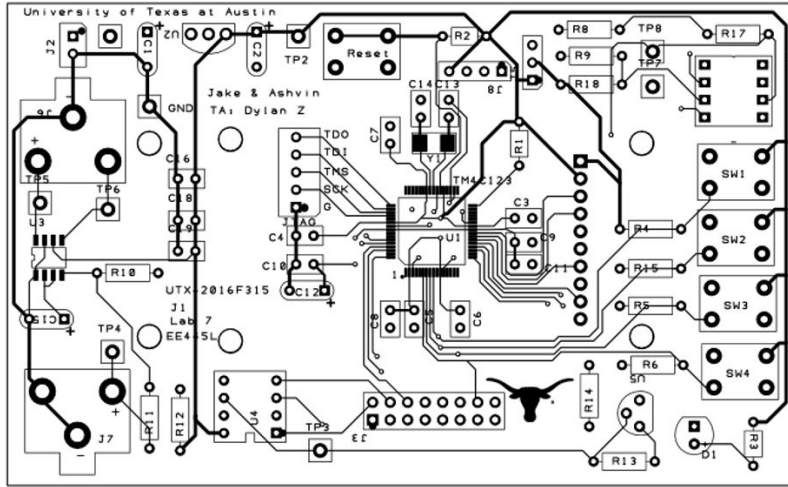 University of Texas at Austin
J2
C1
U2
C2
TP2
Reset
R2
R8
TP8
R17
R9
TP7
R18
J8
J6
GND
Jake & Ashvin
TA: Dylan Z
C14
C13
C7
Y1
R1
TDO
TDI
TMS
SCK
G
JTAG
TM4C123
U1
1
C16
C18
C19
TP5
TP6
U3
SW1
C3
C9
C11
R4
SW2
C4
C10
C12
R10
R15
UTX-2016F315
J1
Lab 7
EE445L
R5
SW3
C15
C8
C5
C6
TP4
R6
SW4
U5
R14
R11
R12
U4
J3
TP3
J7
R13
D1
R3